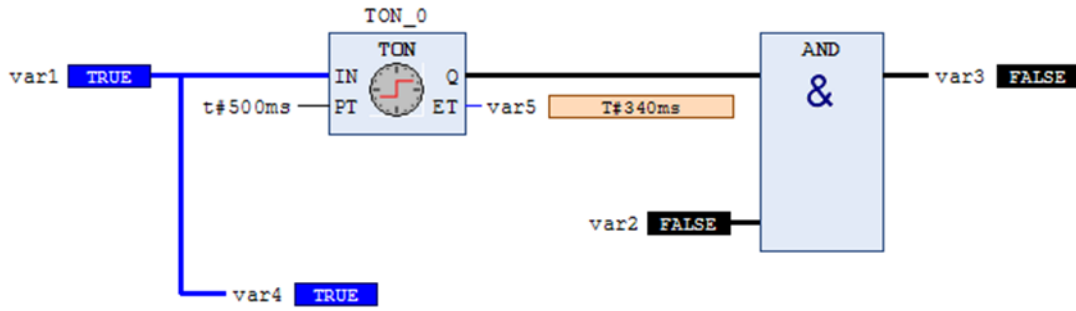 TON_0
TON
AND
var1 TRUE
IN Q
&
var3 FALSE
t#500ms
PT ET
var5 T#340ms
var2 FALSE
var4 TRUE